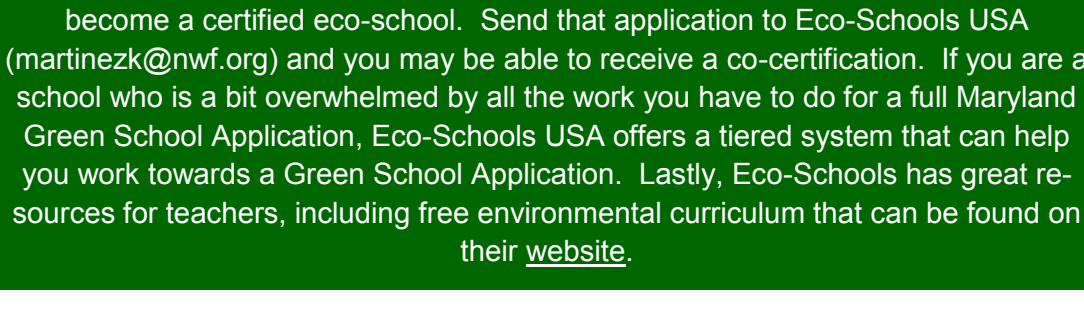 become a certified eco-school.  Send that application to Eco-Schools USA
(martinezk@nwf.org) and you may be able to receive a co-certification.  If you are a
school who is a bit overwhelmed by all the work you have to do for a full Maryland
Green School Application, Eco-Schools USA offers a tiered system that can help
you work towards a Green School Application.  Lastly, Eco-Schools has great re-
sources for teachers, including free environmental curriculum that can be found on
their website.